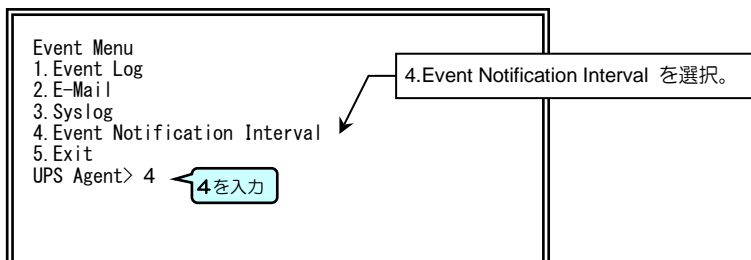 Event Menu
1.Event Log
2.E-Mail
3.Syslog
4.Event Notification Interval
5.Exit
UPS Agent> 4
4を入力
4.Event Notification Interval を選択。